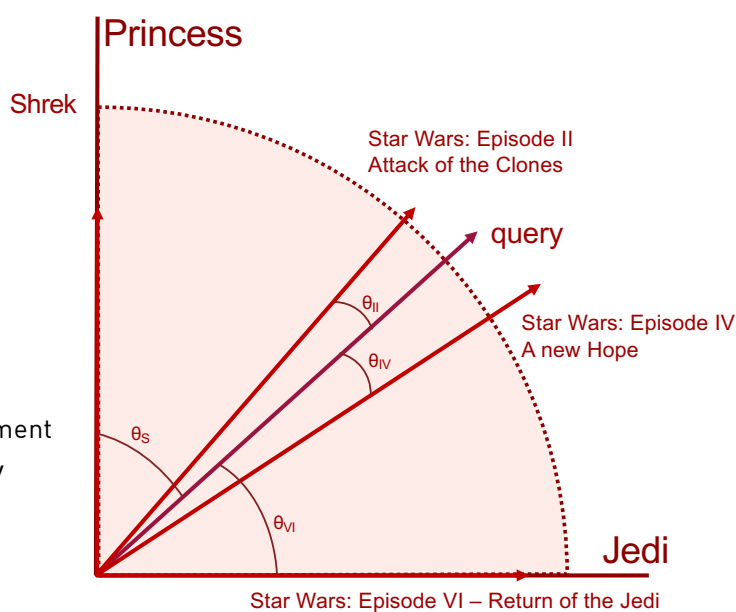 Princess
Shrek
Star Wars: Episode II
Attack of the Clones
query
θII
Star Wars: Episode IV
A new Hope
θIV
ment
θS
y
θVI
Jedi
Star Wars: Episode VI – Return of the Jedi